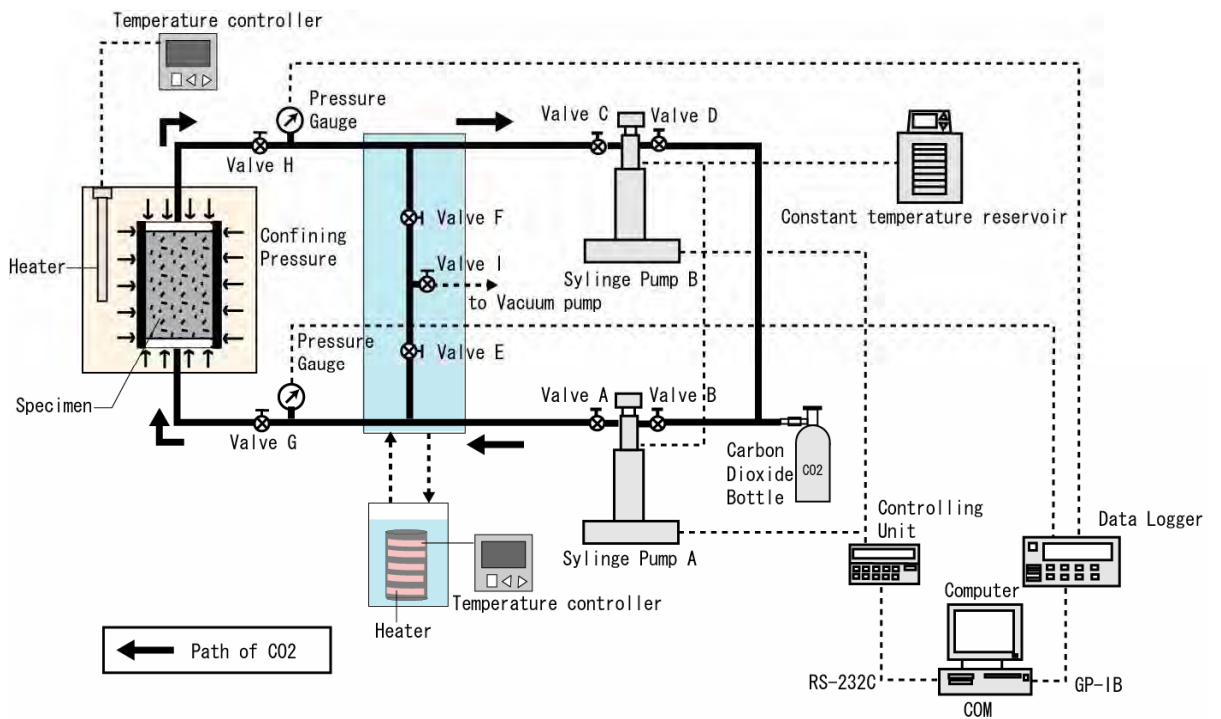 Temperature controller
Pressure
Gauge
Valve C
Valve D
Valve H
Constant temperature reservoir
Valve F
Confining
Pressure
Heater
Valve I
Sylinge Pump B
to Vacuum pump
Pressure
Gauge
Valve E
Specimen
Valve A
Valve B
Valve G
Carbon
Dioxide
Bottle
CO2
Controlling
Unit
Data Logger
Sylinge Pump A
Temperature controller
Computer
Heater
Path of CO2
RS-232C
GP-IB
COM